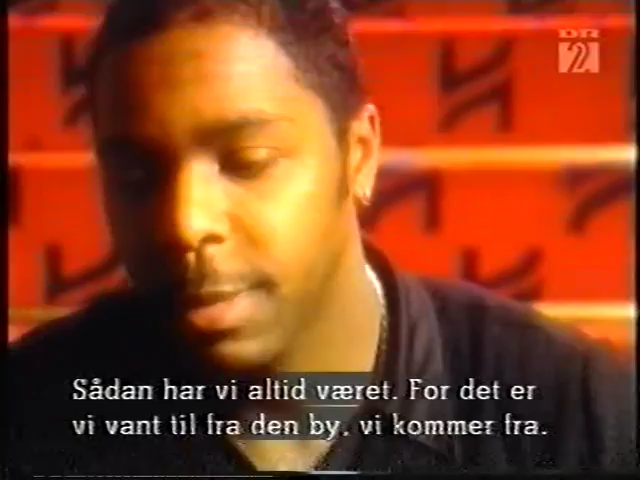 DR
2
Sådan har vi altid været. For det er
vi vant til fra den by, vi kommer fra.